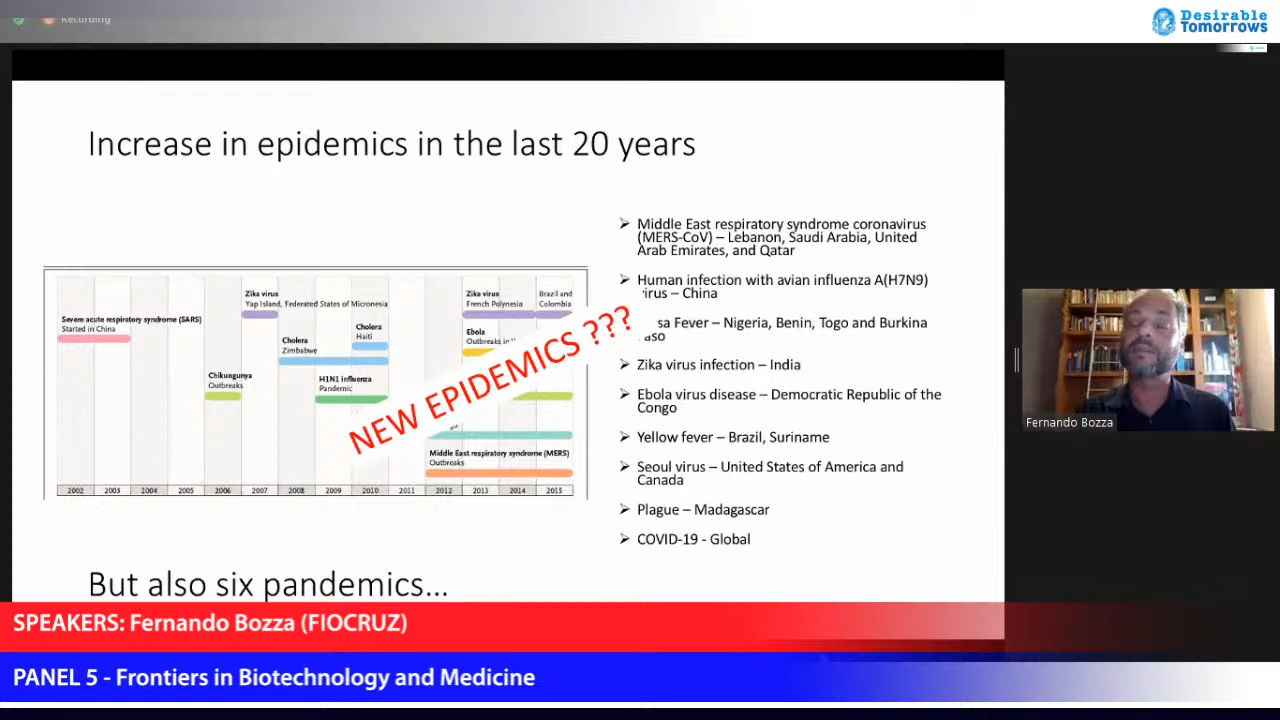 Recording
Desirable
Tomorrows
Increase in epidemics in the last 20 years
Severe acute respiratory syndrome (SARS)
Started in China
Chikungunya
Outbreaks
Zika virus
Yap Island, Federated States of Micronesia
Cholera
Zimbabwe
H1N1 influenza
Pandemic
Cholera
Haiti
Zika virus
French Polynesia
Brazil and
Colombia
Ebola
Outbreaks in
Middle East respiratory syndrome (MERS)
Outbreaks
2002 2003 2004 2005 2006 2007 2008 2009 2010 2011 2012 2013 2014 2015
NEW EPIDEMICS ???
Middle East respiratory syndrome coronavirus
(MERS-CoV) – Lebanon, Saudi Arabia, United
Arab Emirates, and Qatar
Human infection with avian influenza A(H7N9)
virus – China
Fever – Nigeria, Benin, Togo and Burkina
Zika virus infection – India
Ebola virus disease – Democratic Republic of the
Congo
Yellow fever – Brazil, Suriname
Seoul virus – United States of America and
Canada
Plague – Madagascar
COVID-19 - Global
But also six pandemics...
Fernando Bozza
SPEAKERS: Fernando Bozza (FIOCRUZ)
PANEL 5 - Frontiers in Biotechnology and Medicine